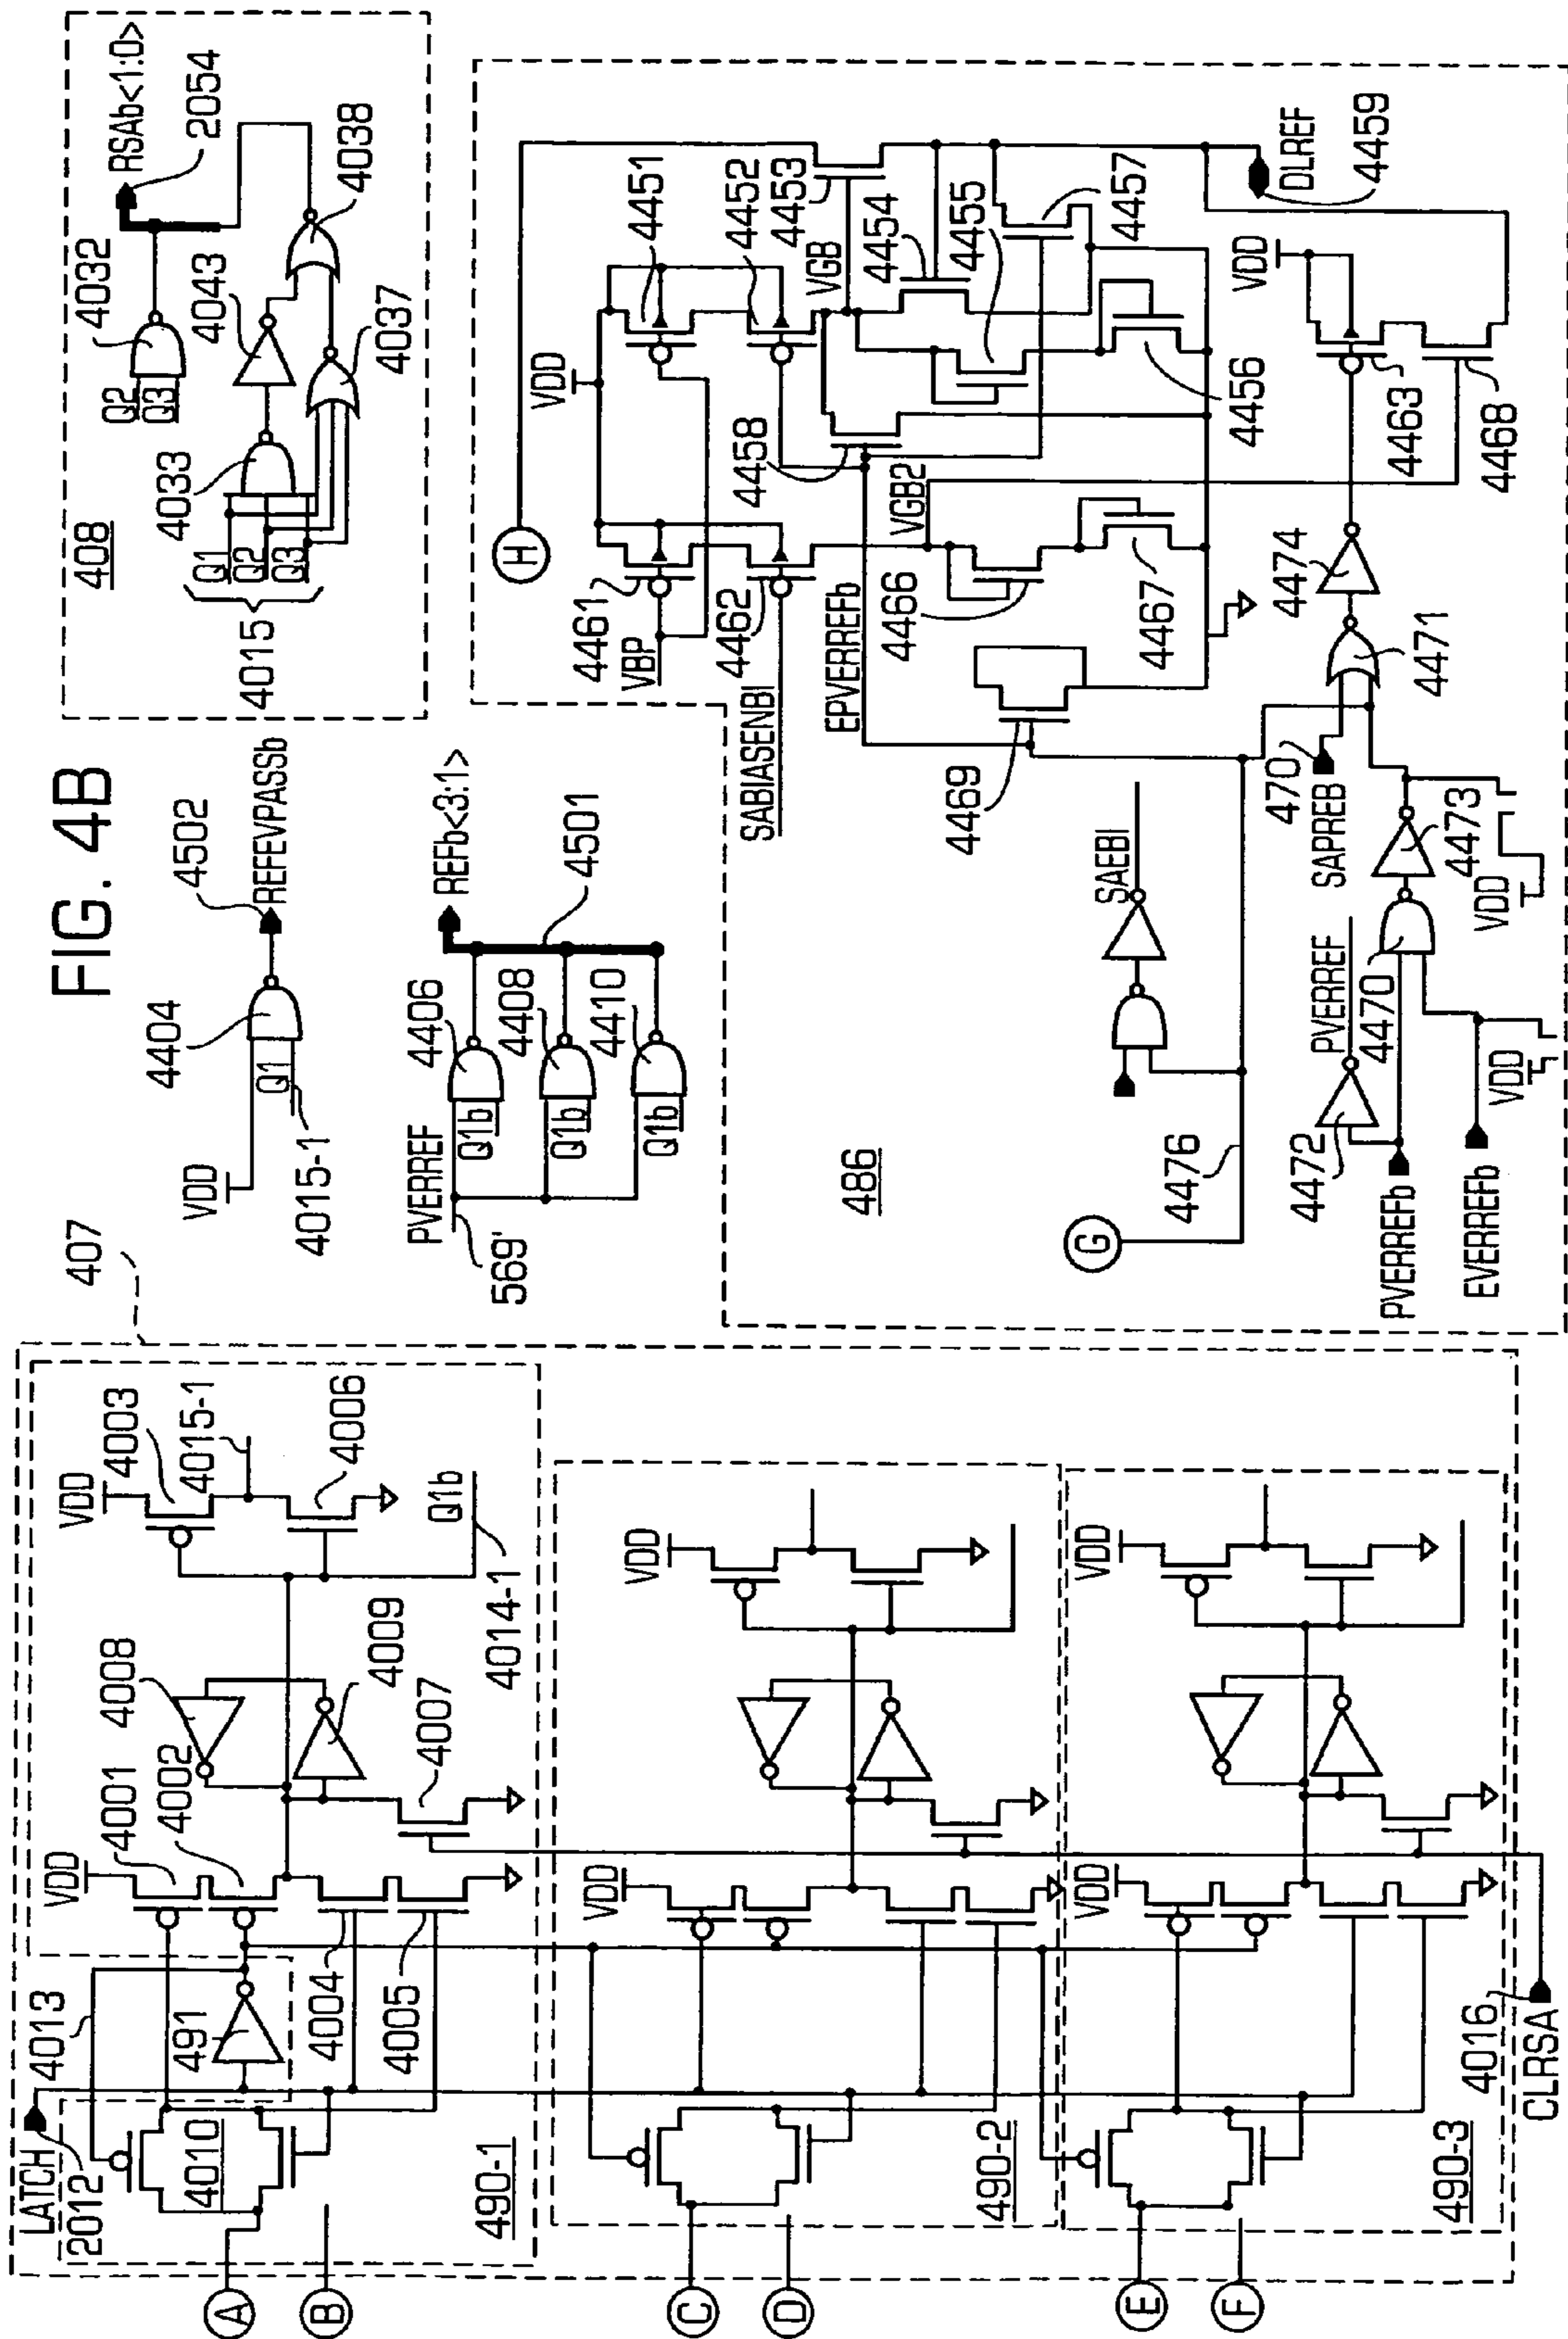 FIG. 4B
407
LATCH
2012
4013
491
4010
A
B
490-1
VDD
4001
4002
4004
4005
4008
4009
4007
4014-1
VDD
4003
4015-1
4006
Q1b
C
D
490-2
VDD
VDD
E
F
490-3
VDD
VDD
4016
CLRSA
VDD
4404
Q1
4015-1
4502
REFEVPASSb
PVERREF
569'
Q1b
Q1b
Q1b
4406
4408
4410
REFb<3:1>
4501
408
Q1
Q2
Q3
4015
4033
Q2
Q3
4032
4043
4037
4038
RSAb<1:0>
2054
486
H
VDD
4461
VBP
4462
SABIASENBI
4451
4452
4453
VGB
4454
4455
4457
4458
EPVERREFb
VGB2
4466
4467
4456
4469
DLREF
4459
G
4476
SAEBI
470
SAPREB
4471
4474
VDD
4463
4468
4472
PVERREF
4470
4473
VDD
PVERREFb
EVERREFb
VDD